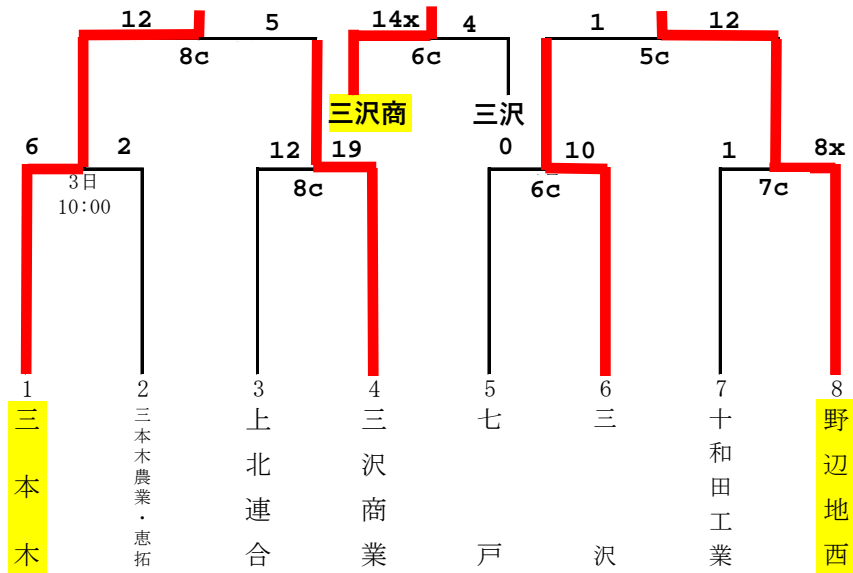 12 5 14x 4 1 12
8c 6c 5c
三沢商 三沢
6 2 12 19 0 10 1 8x
3日
10:00
8c 6c 7c
1 2 3 4 5 6 7 8
三本木
三本木農業・恵拓
上北連合
三沢商業
七戸
三沢
十和田工業
野辺地西